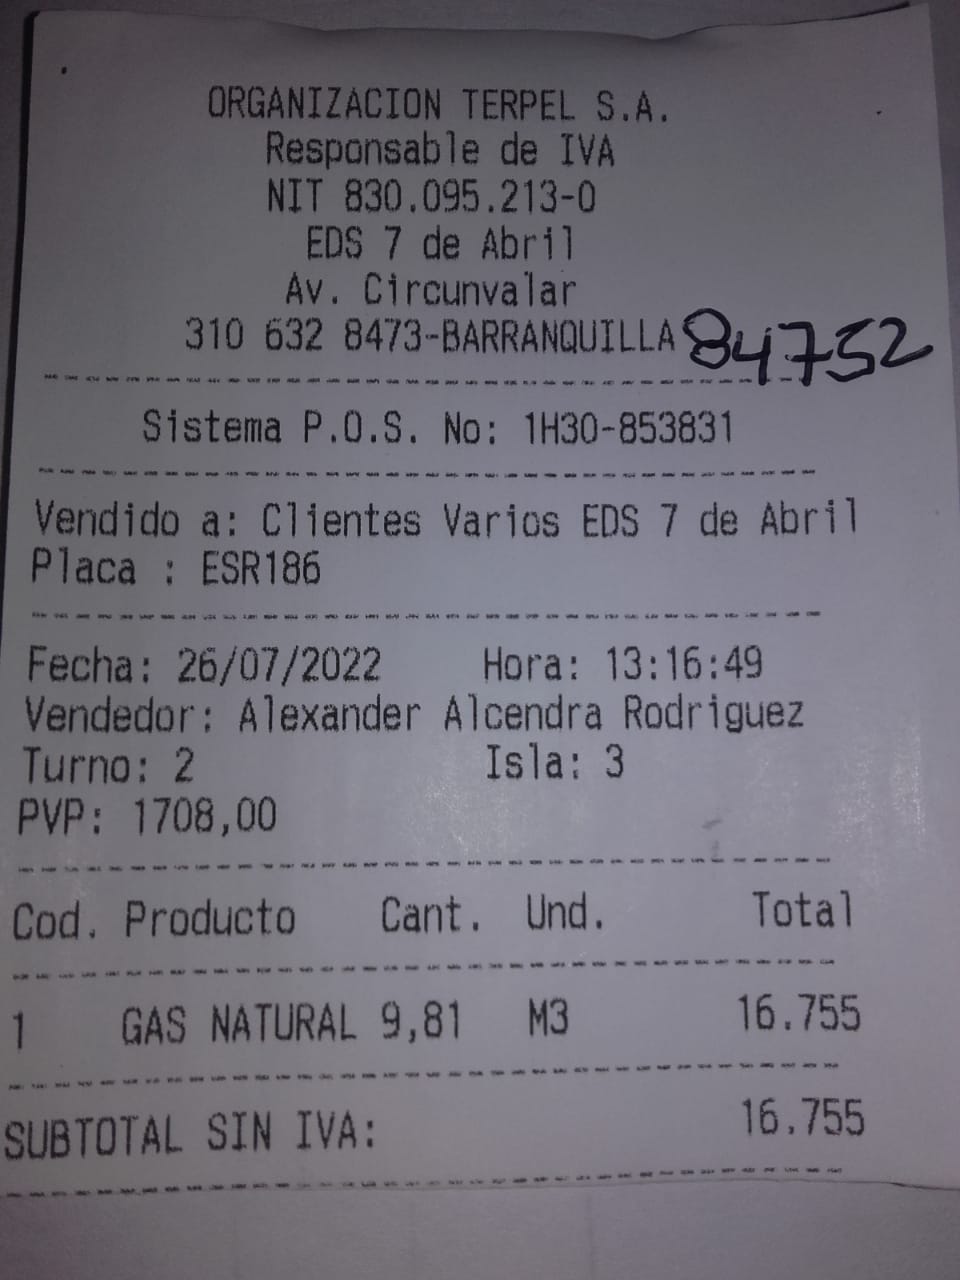 ORGANIZACION TERPEL S.A.
Responsable de IVA
NIT 830.095.213-0
EDS 7 de Abril
Av. Circunvalar
310 632 8473-BARRANQUILLA 84752
Sistema P.O.S. No: 1H30-853831
Vendido a: Clientes Varios EDS 7 de Abril
Placa : ESR186
Fecha: 26/07/2022 Hora: 13:16:49
Vendedor: Alexander Alcendra Rodriguez
Turno: 2 Isla: 3
PVP: 1708,00
Cod. Producto Cant. Und. Total
1 GAS NATURAL 9,81 M3 16.755
SUBTOTAL SIN IVA: 16.755